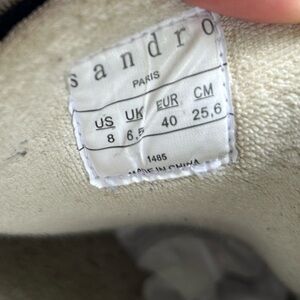 sandro
PARIS
US UK EUR CM
8 6,5 40 25,6
1485
MADE IN CHINA